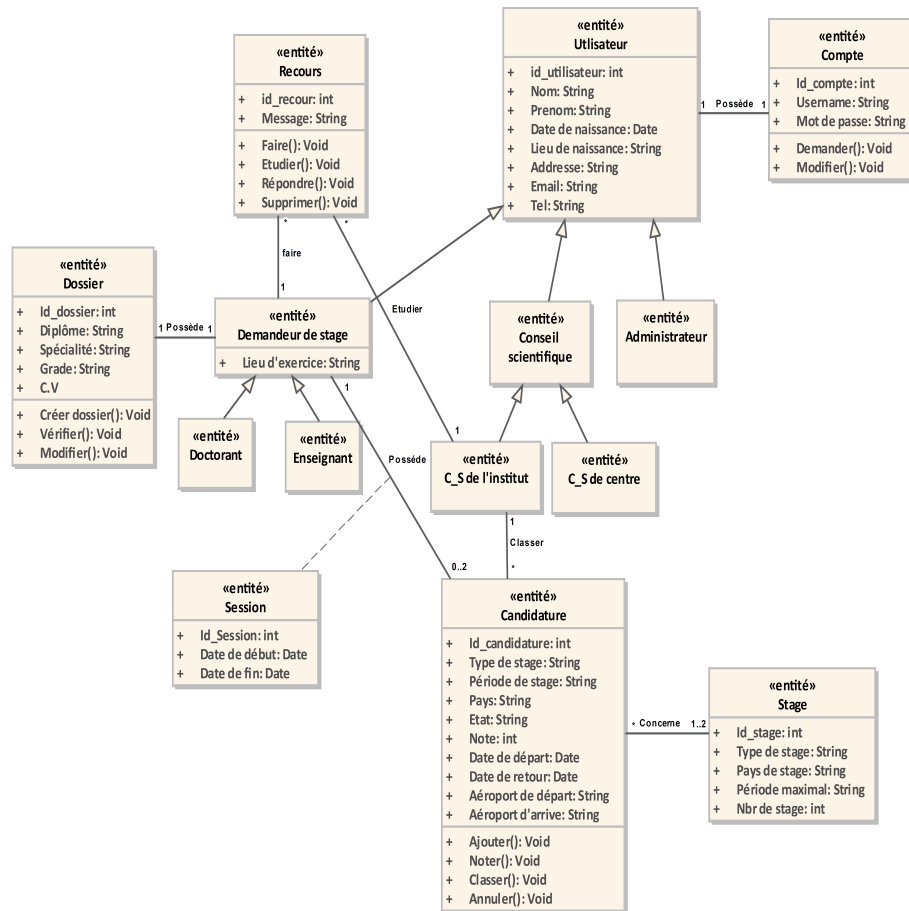 «entité»
Utlisateur
+ id_utilisateur: int
+ Nom: String
+ Prenom: String
+ Date de naissance: Date
+ Lieu de naissance: String
+ Addresse: String
+ Email: String
+ Tel: String
«entité»
Compte
+ Id_compte: int
+ Username: String
+ Mot de passe: String
+ Demander(): Void
+ Modifier(): Void
1 Posséde 1
«entité»
Recours
+ id_recour: int
+ Message: String
+ Faire(): Void
+ Etudier(): Void
+ Répondre(): Void
+ Supprimer(): Void
*
faire
1
*
Etudier
1
«entité»
Dossier
+ Id_dossier: int
+ Diplôme: String
+ Spécialité: String
+ Grade: String
+ C.V
+ Créer dossier(): Void
+ Vérifier(): Void
+ Modifier(): Void
1 Possède 1
«entité»
Demandeur de stage
+ Lieu d'exercice: String
«entité»
Conseil
scientifique
«entité»
Administrateur
«entité»
Doctorant
«entité»
Enseignant
1
Posséde
0..2
«entité»
C_S de l'institut
«entité»
C_S de centre
1
Classer
*
«entité»
Session
+ Id_Session: int
+ Date de début: Date
+ Date de fin: Date
«entité»
Candidature
+ Id_candidature: int
+ Type de stage: String
+ Période de stage: String
+ Pays: String
+ Etat: String
+ Note: int
+ Date de départ: Date
+ Date de retour: Date
+ Aéroport de départ: String
+ Aéroport d'arrive: String
+ Ajouter(): Void
+ Noter(): Void
+ Classer(): Void
+ Annuler(): Void
* Concerne 1..2
«entité»
Stage
+ Id_stage: int
+ Type de stage: String
+ Pays de stage: String
+ Période maximal: String
+ Nbr de stage: int